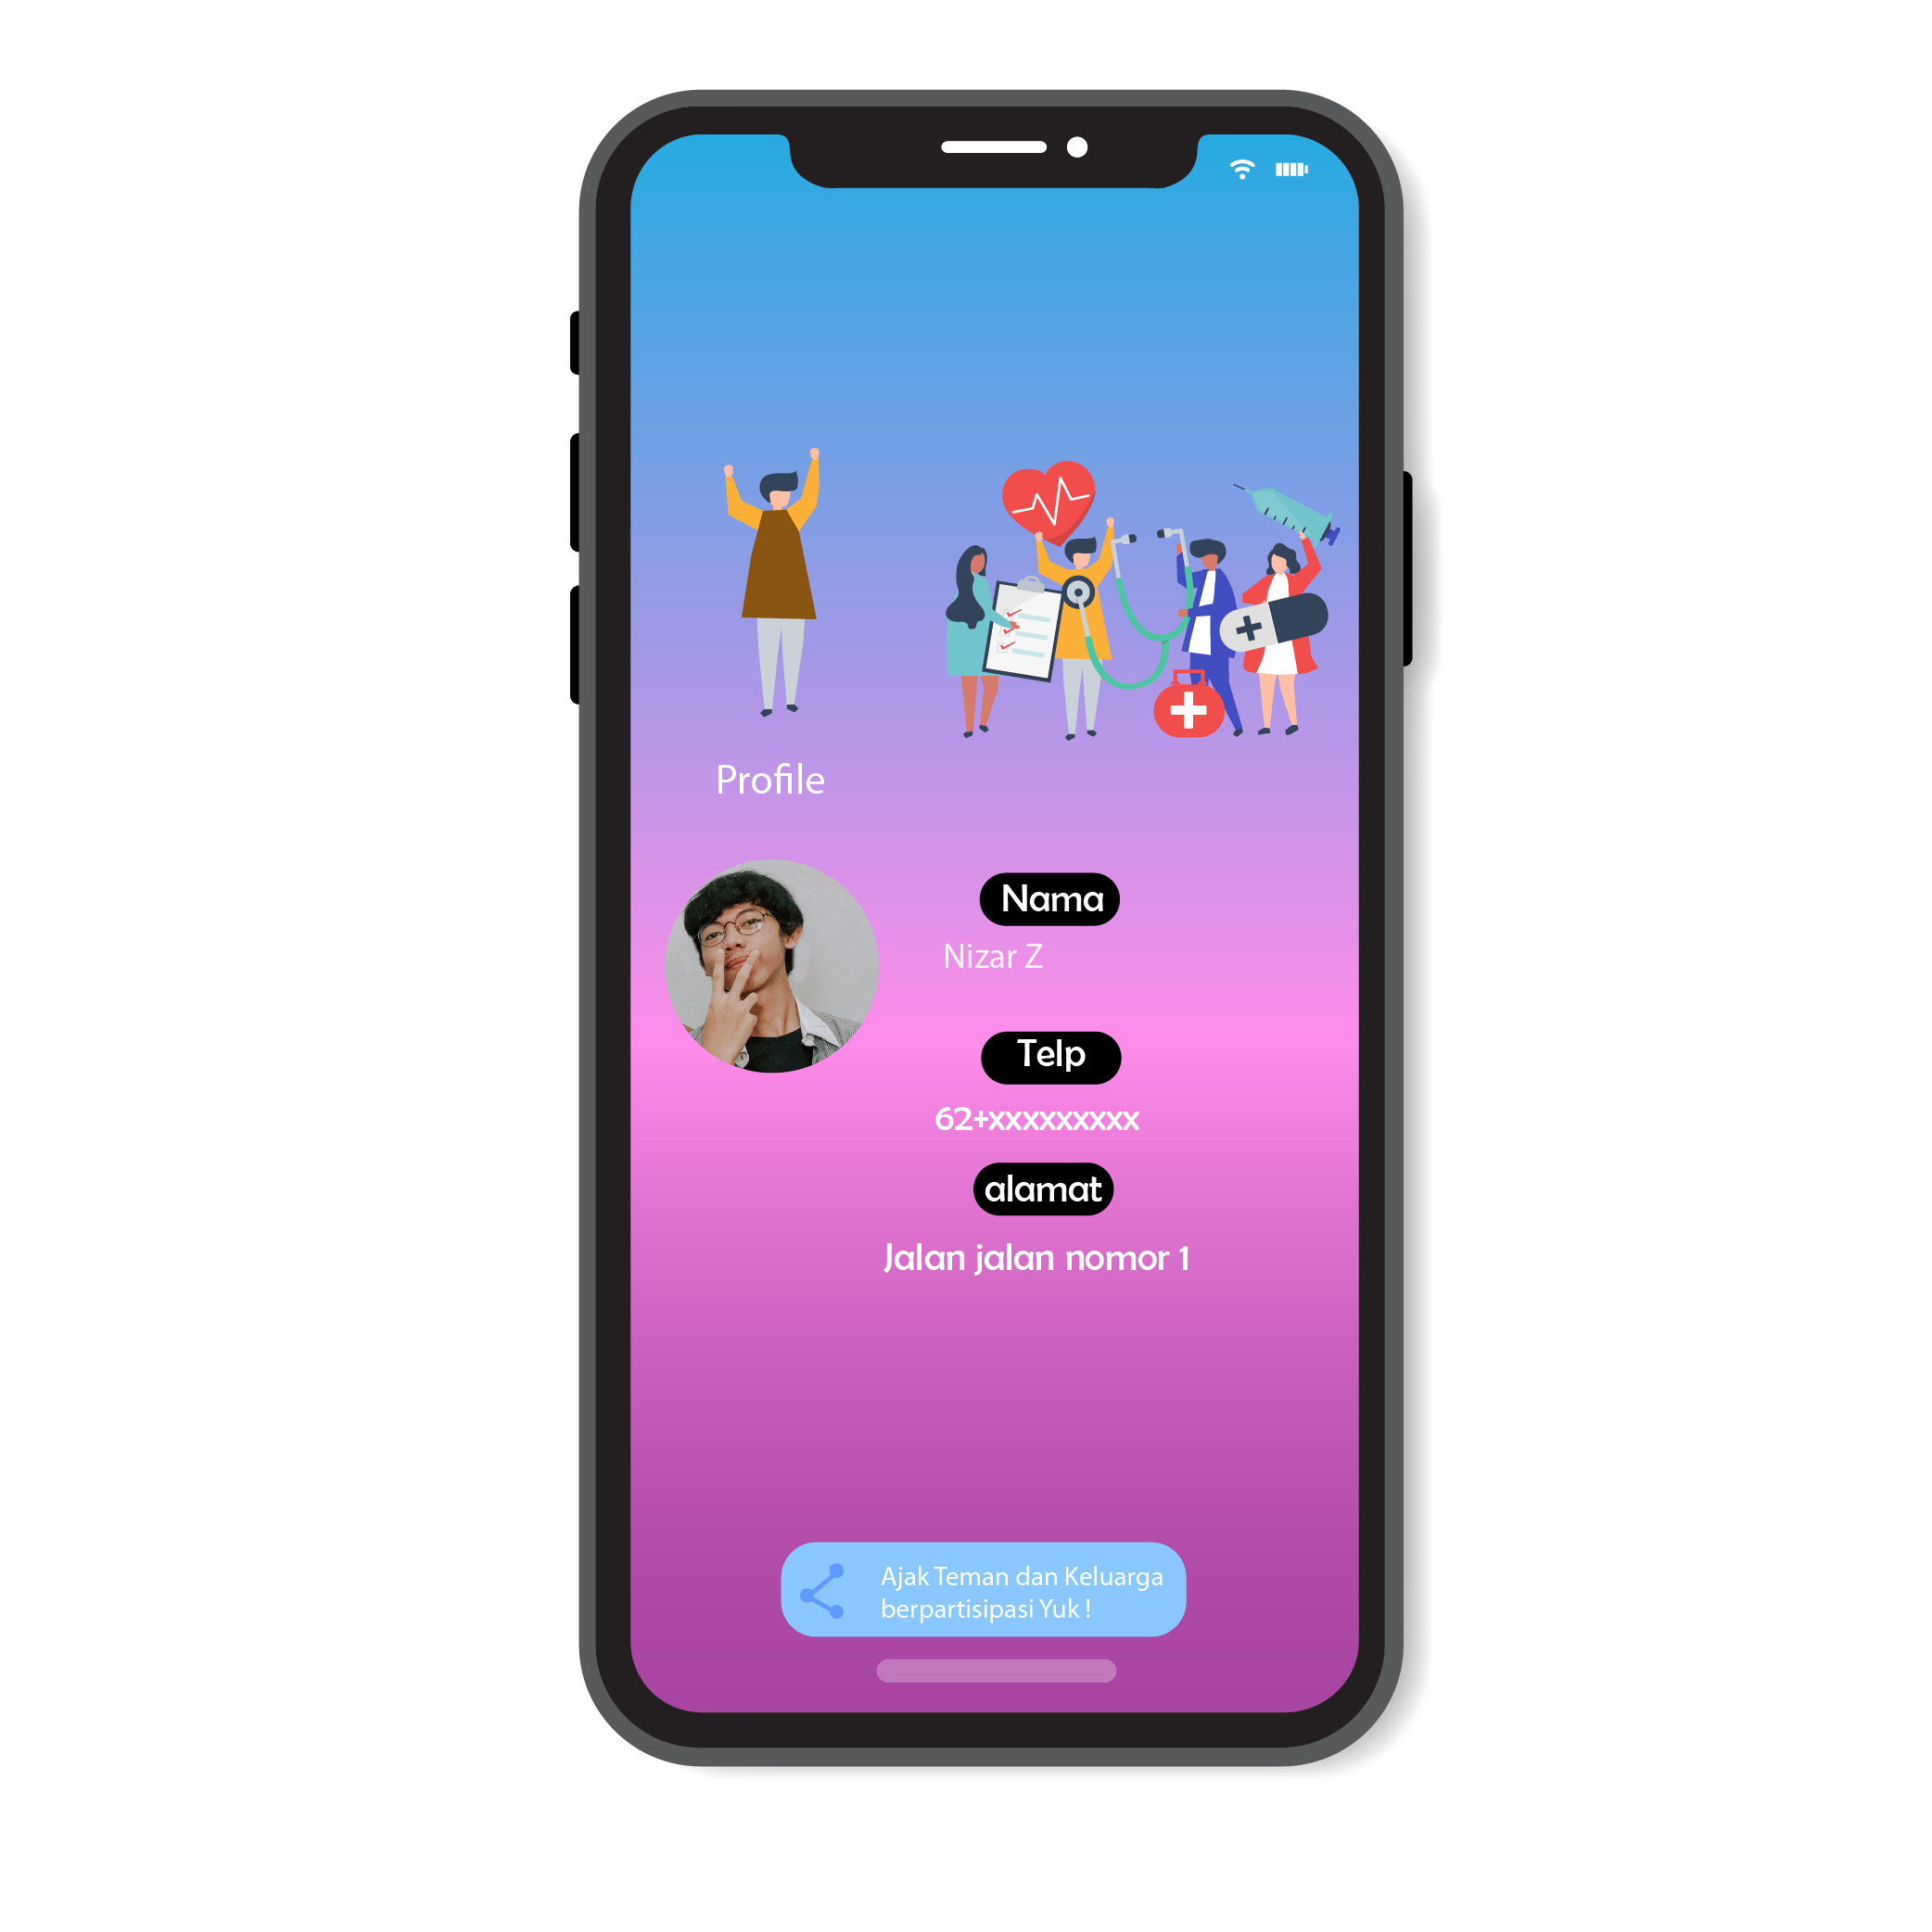 Profile
Nama
Nizar Z
Telp
62+xxxxxxxxx
alamat
Jalan jalan nomor 1
Ajak Teman dan Keluarga
berpartisipasi Yuk !